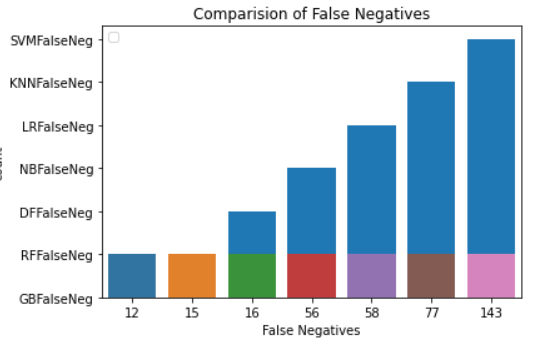 Comparision of False Negatives
SVMFalseNeg
KNNFalseNeg
LRFalseNeg
NBFalseNeg
DFFalseNeg
RFFalseNeg
GBFalseNeg
12 15 16 56 58 77 143
False Negatives